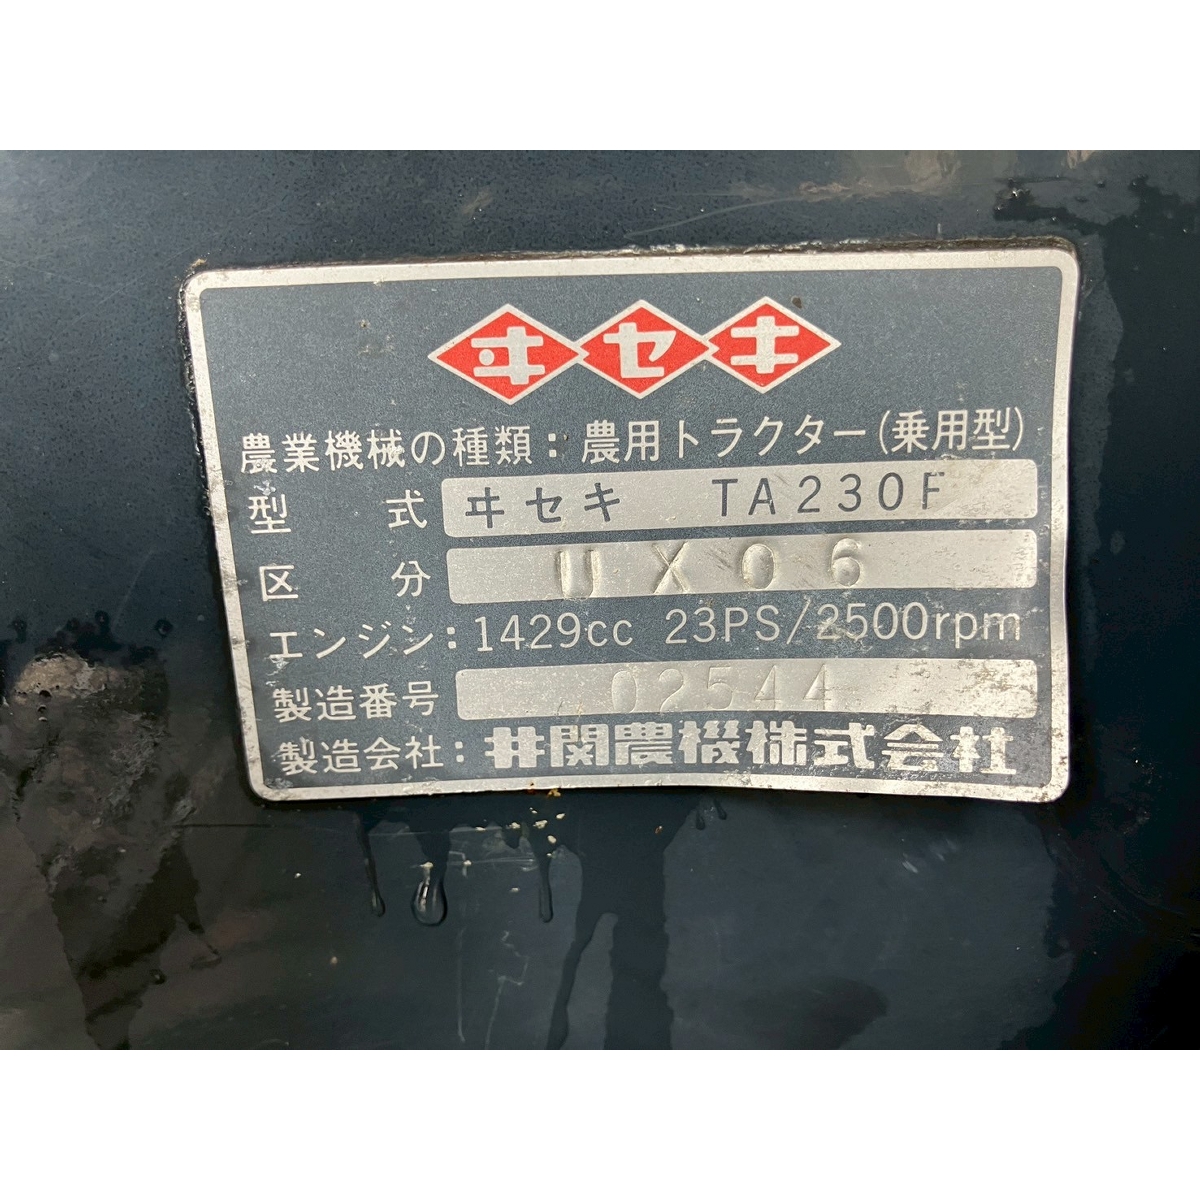 ヰセキ
農業機械の種類：農用トラクター(乗用型)
型式 ヰセキ TA230F
区分 UX06
エンジン：1429cc 23PS/2500rpm
製造番号 02544
製造会社：井関農機株式会社